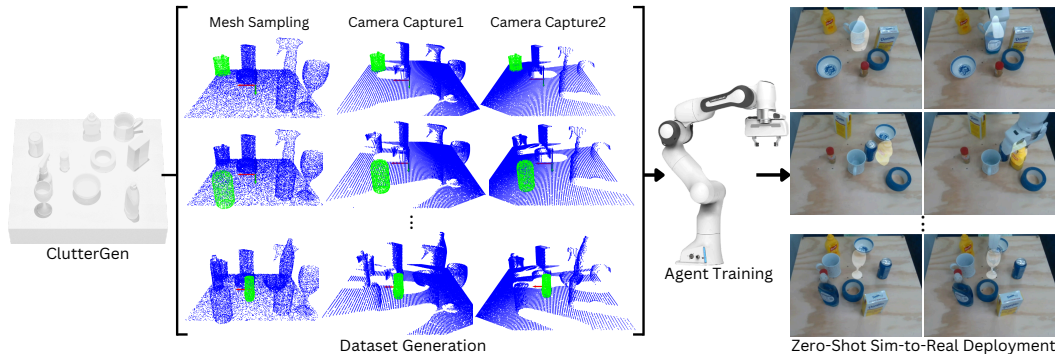 Mesh Sampling
Camera Capture1
Camera Capture2
ClutterGen
Dataset Generation
Agent Training
Zero-Shot Sim-to-Real Deployment